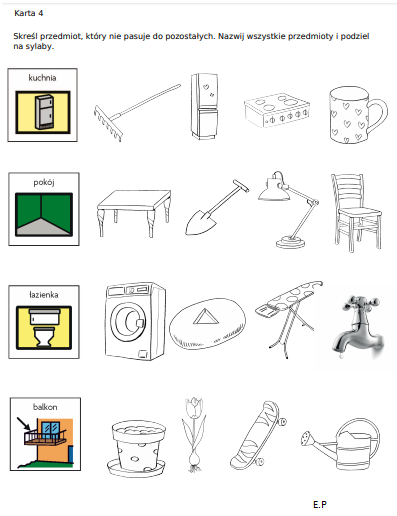 Karta 4
Skreśl przedmiot, który nie pasuje do pozostałych. Nazwij wszystkie przedmioty i podziel
na sylaby.
kuchnia
pokój
łazienka
balkon
E.P